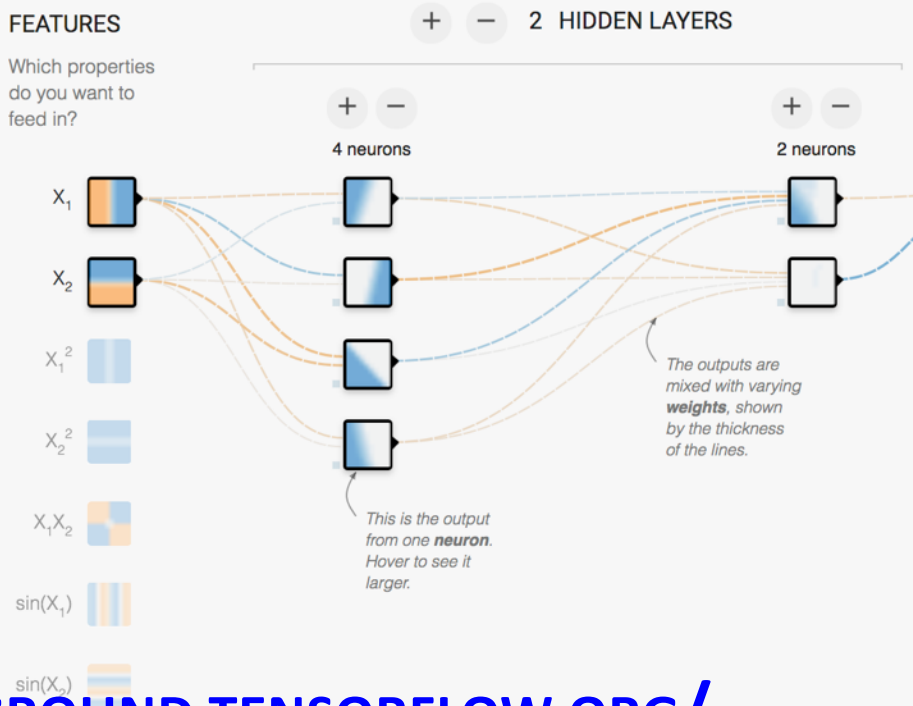 FEATURES
Which properties
do you want to
feed in?
+ − 2 HIDDEN LAYERS
+ −
4 neurons
+ −
2 neurons
X₁
X₂
X₁²
X₂²
X₁X₂
sin(X₁)
sin(X₂)
The outputs are
mixed with varying
weights, shown
by the thickness
of the lines.
This is the output
from one neuron.
Hover to see it
larger.
TENSORFLOW.ORG/